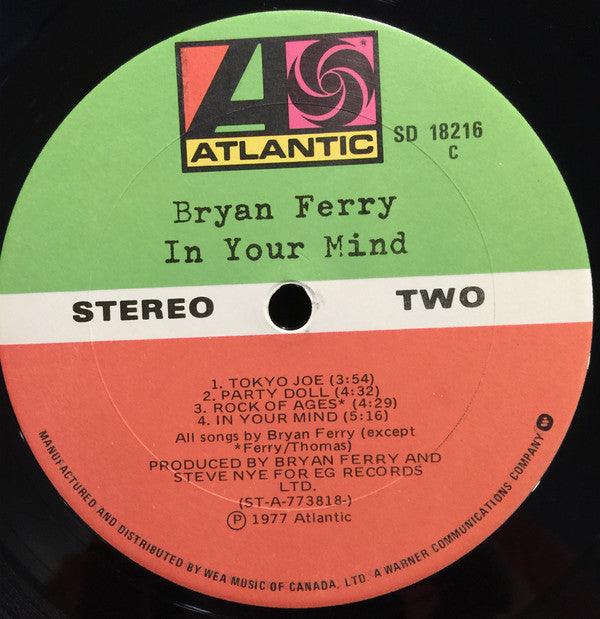 ATLANTIC
SD 18216
C
Bryan Ferry
In Your Mind
STEREO
TWO
1. TOKYO JOE (3:54)
2. PARTY DOLL (4:32)
3. ROCK OF AGES* (4:29)
4. IN YOUR MIND (5:16)
All songs by Bryan Ferry (except
*Ferry/Thomas)
PRODUCED BY BRYAN FERRY AND
STEVE NYE FOR EG RECORDS
LTD.
(ST-A-773818-)
Ⓟ 1977 Atlantic
MANUFACTURED AND DISTRIBUTED BY WEA MUSIC OF CANADA, LTD. A WARNER COMMUNICATIONS COMPANY